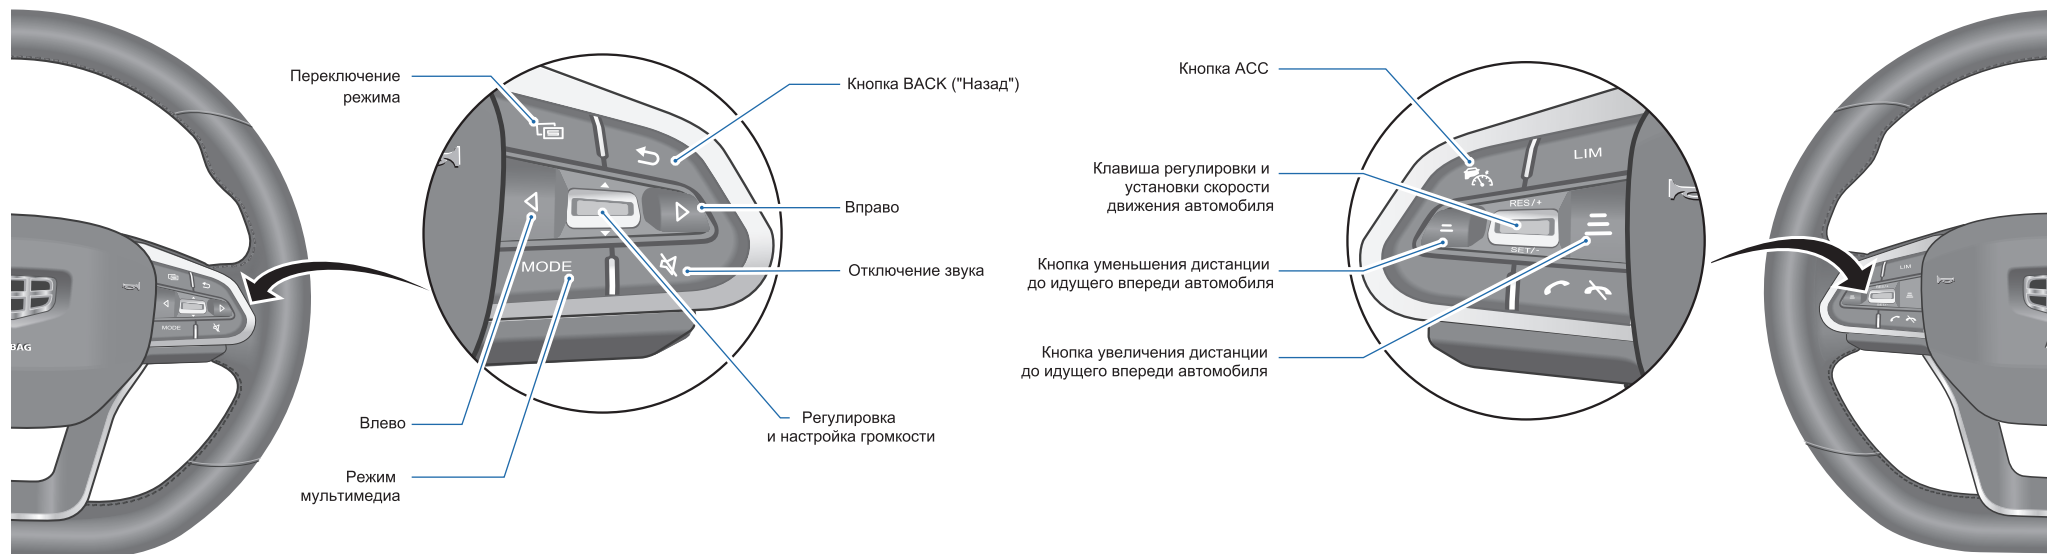 Переключение
режима
Кнопка BACK ("Назад")
Вправо
Отключение звука
Регулировка
и настройка громкости
Влево
Режим
мультимедиа
MODE
MODE
BAG
Кнопка ACC
Клавиша регулировки и
установки скорости
движения автомобиля
Кнопка уменьшения дистанции
до идущего впереди автомобиля
Кнопка увеличения дистанции
до идущего впереди автомобиля
LIM
RES/+
SET/-
LIM